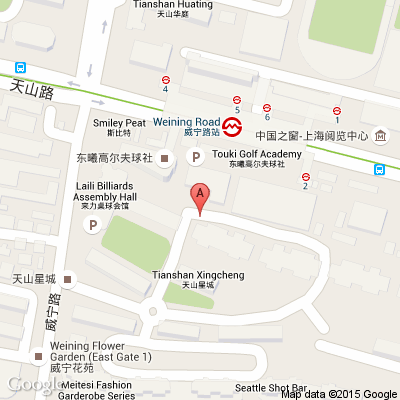 Tianshan Huating
天山华庭
天山路
4
5
6
1
Smiley Peat
斯比特
Weining Road
威宁路站
中国之窗-上海阅览中心
东曦高尔夫球社
P
Touki Golf Academy
东曦高尔夫球社
Laili Billiards
Assembly Hall
来力桌球会馆
P
A
天山星城
Tianshan Xingcheng
天山星城
威宁路
Weining Flower
Garden (East Gate 1)
威宁花苑
Google
Meitesi Fashion
Garderobe Series
Seattle Shot Bar
Map data ©2015 Google